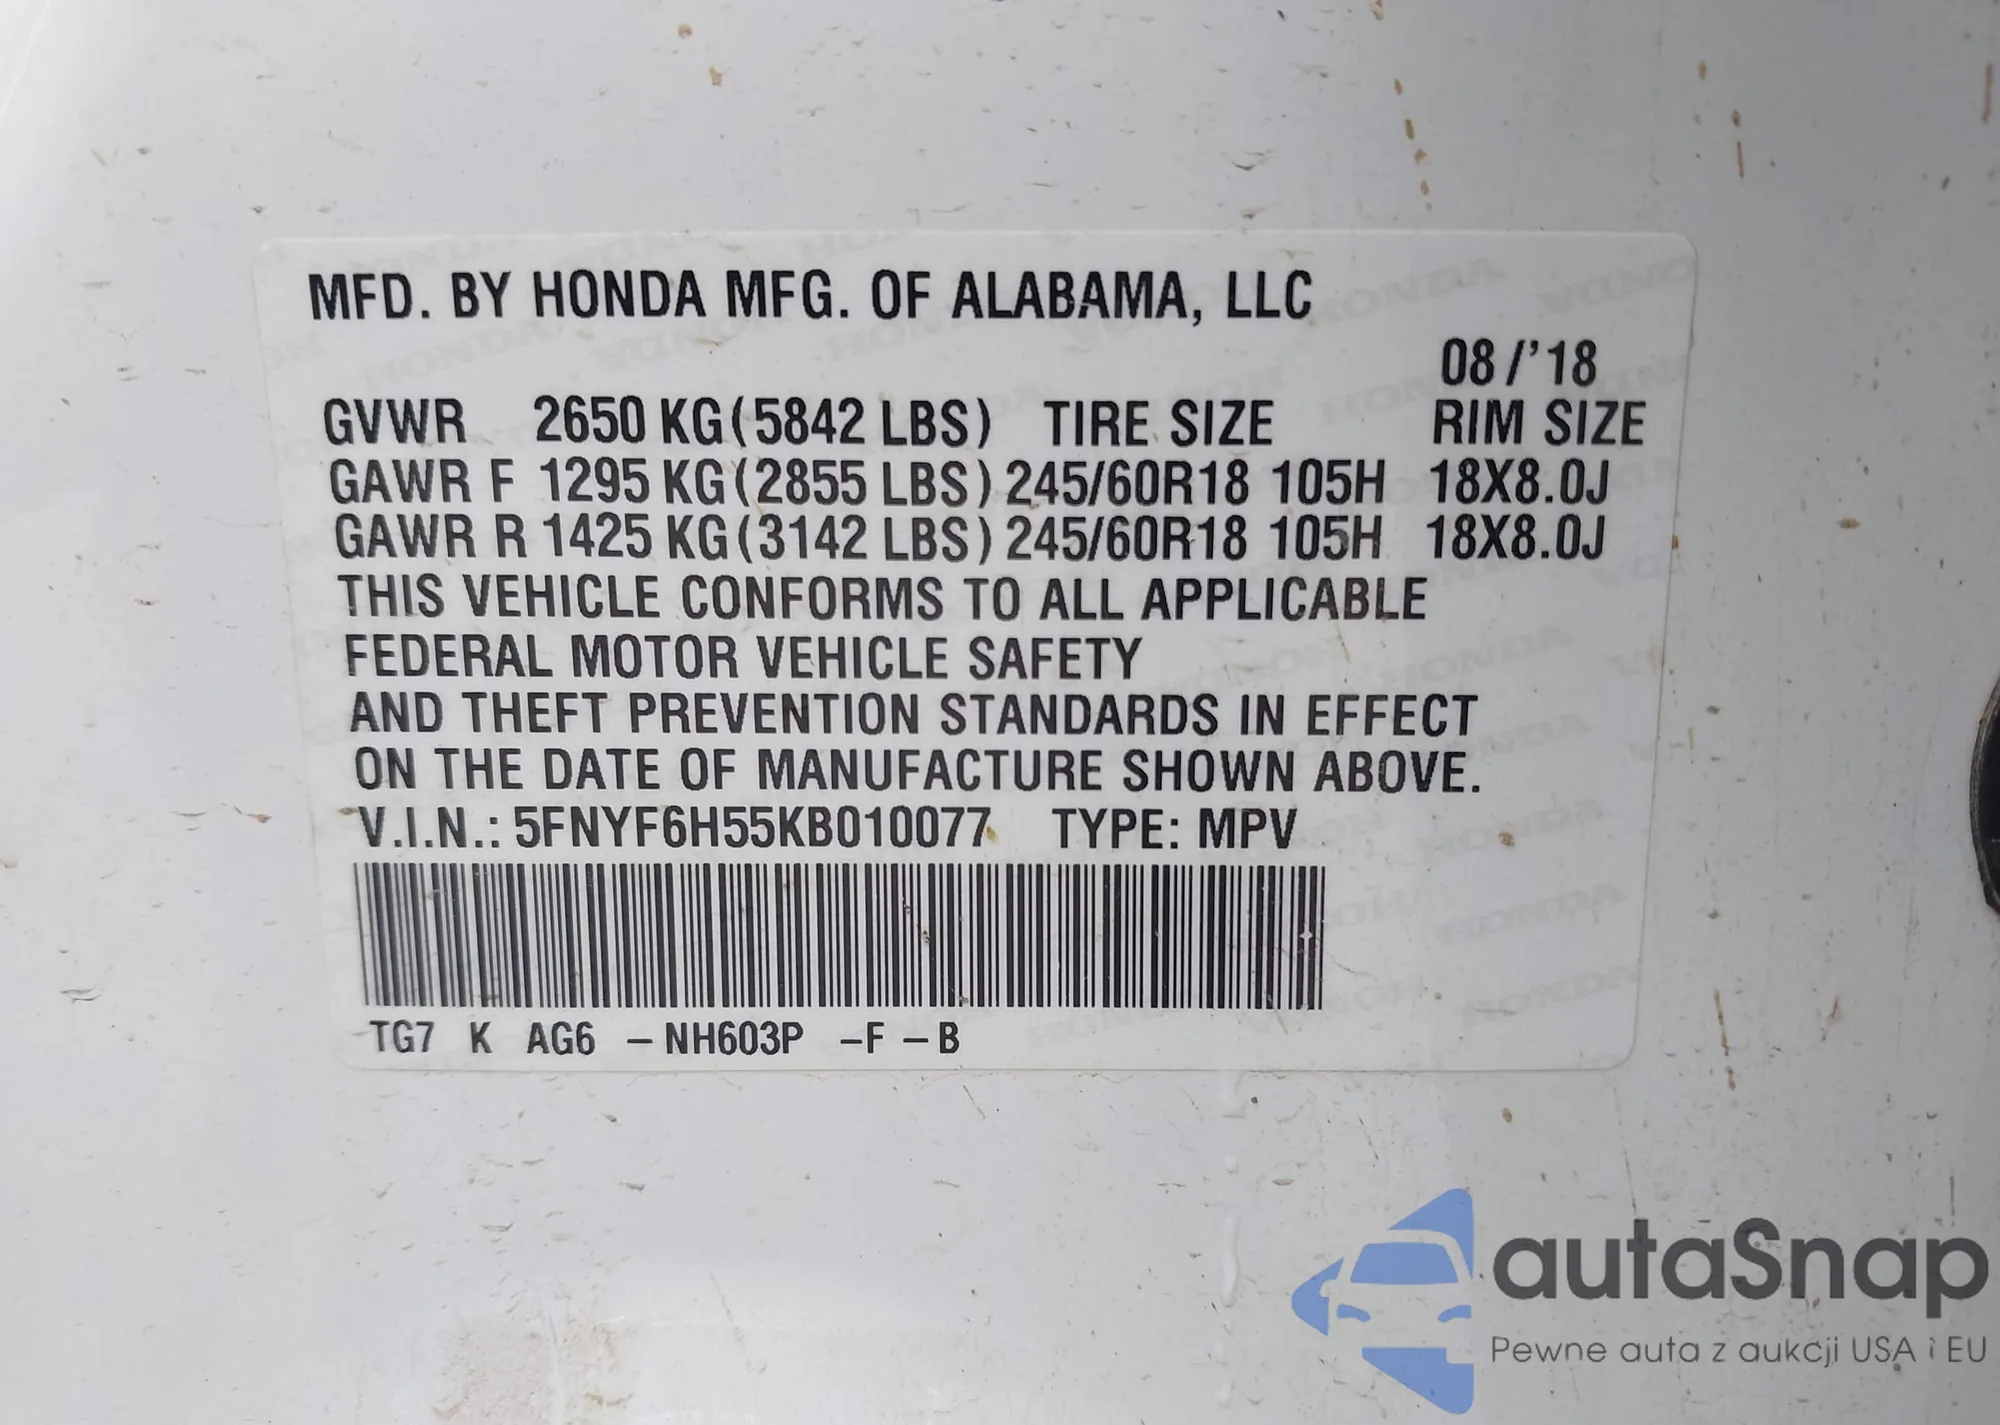 MFD. BY HONDA MFG. OF ALABAMA, LLC
08/'18
GVWR 2650 KG(5842 LBS) TIRE SIZE RIM SIZE
GAWR F 1295 KG(2855 LBS) 245/60R18 105H 18X8.0J
GAWR R 1425 KG(3142 LBS) 245/60R18 105H 18X8.0J
THIS VEHICLE CONFORMS TO ALL APPLICABLE
FEDERAL MOTOR VEHICLE SAFETY
AND THEFT PREVENTION STANDARDS IN EFFECT
ON THE DATE OF MANUFACTURE SHOWN ABOVE.
V.I.N.: 5FNYF6H55KB010077 TYPE: MPV
TG7 K AG6 – NH603P –F – B
autaSnap
Pewne auta z aukcji USA i EU